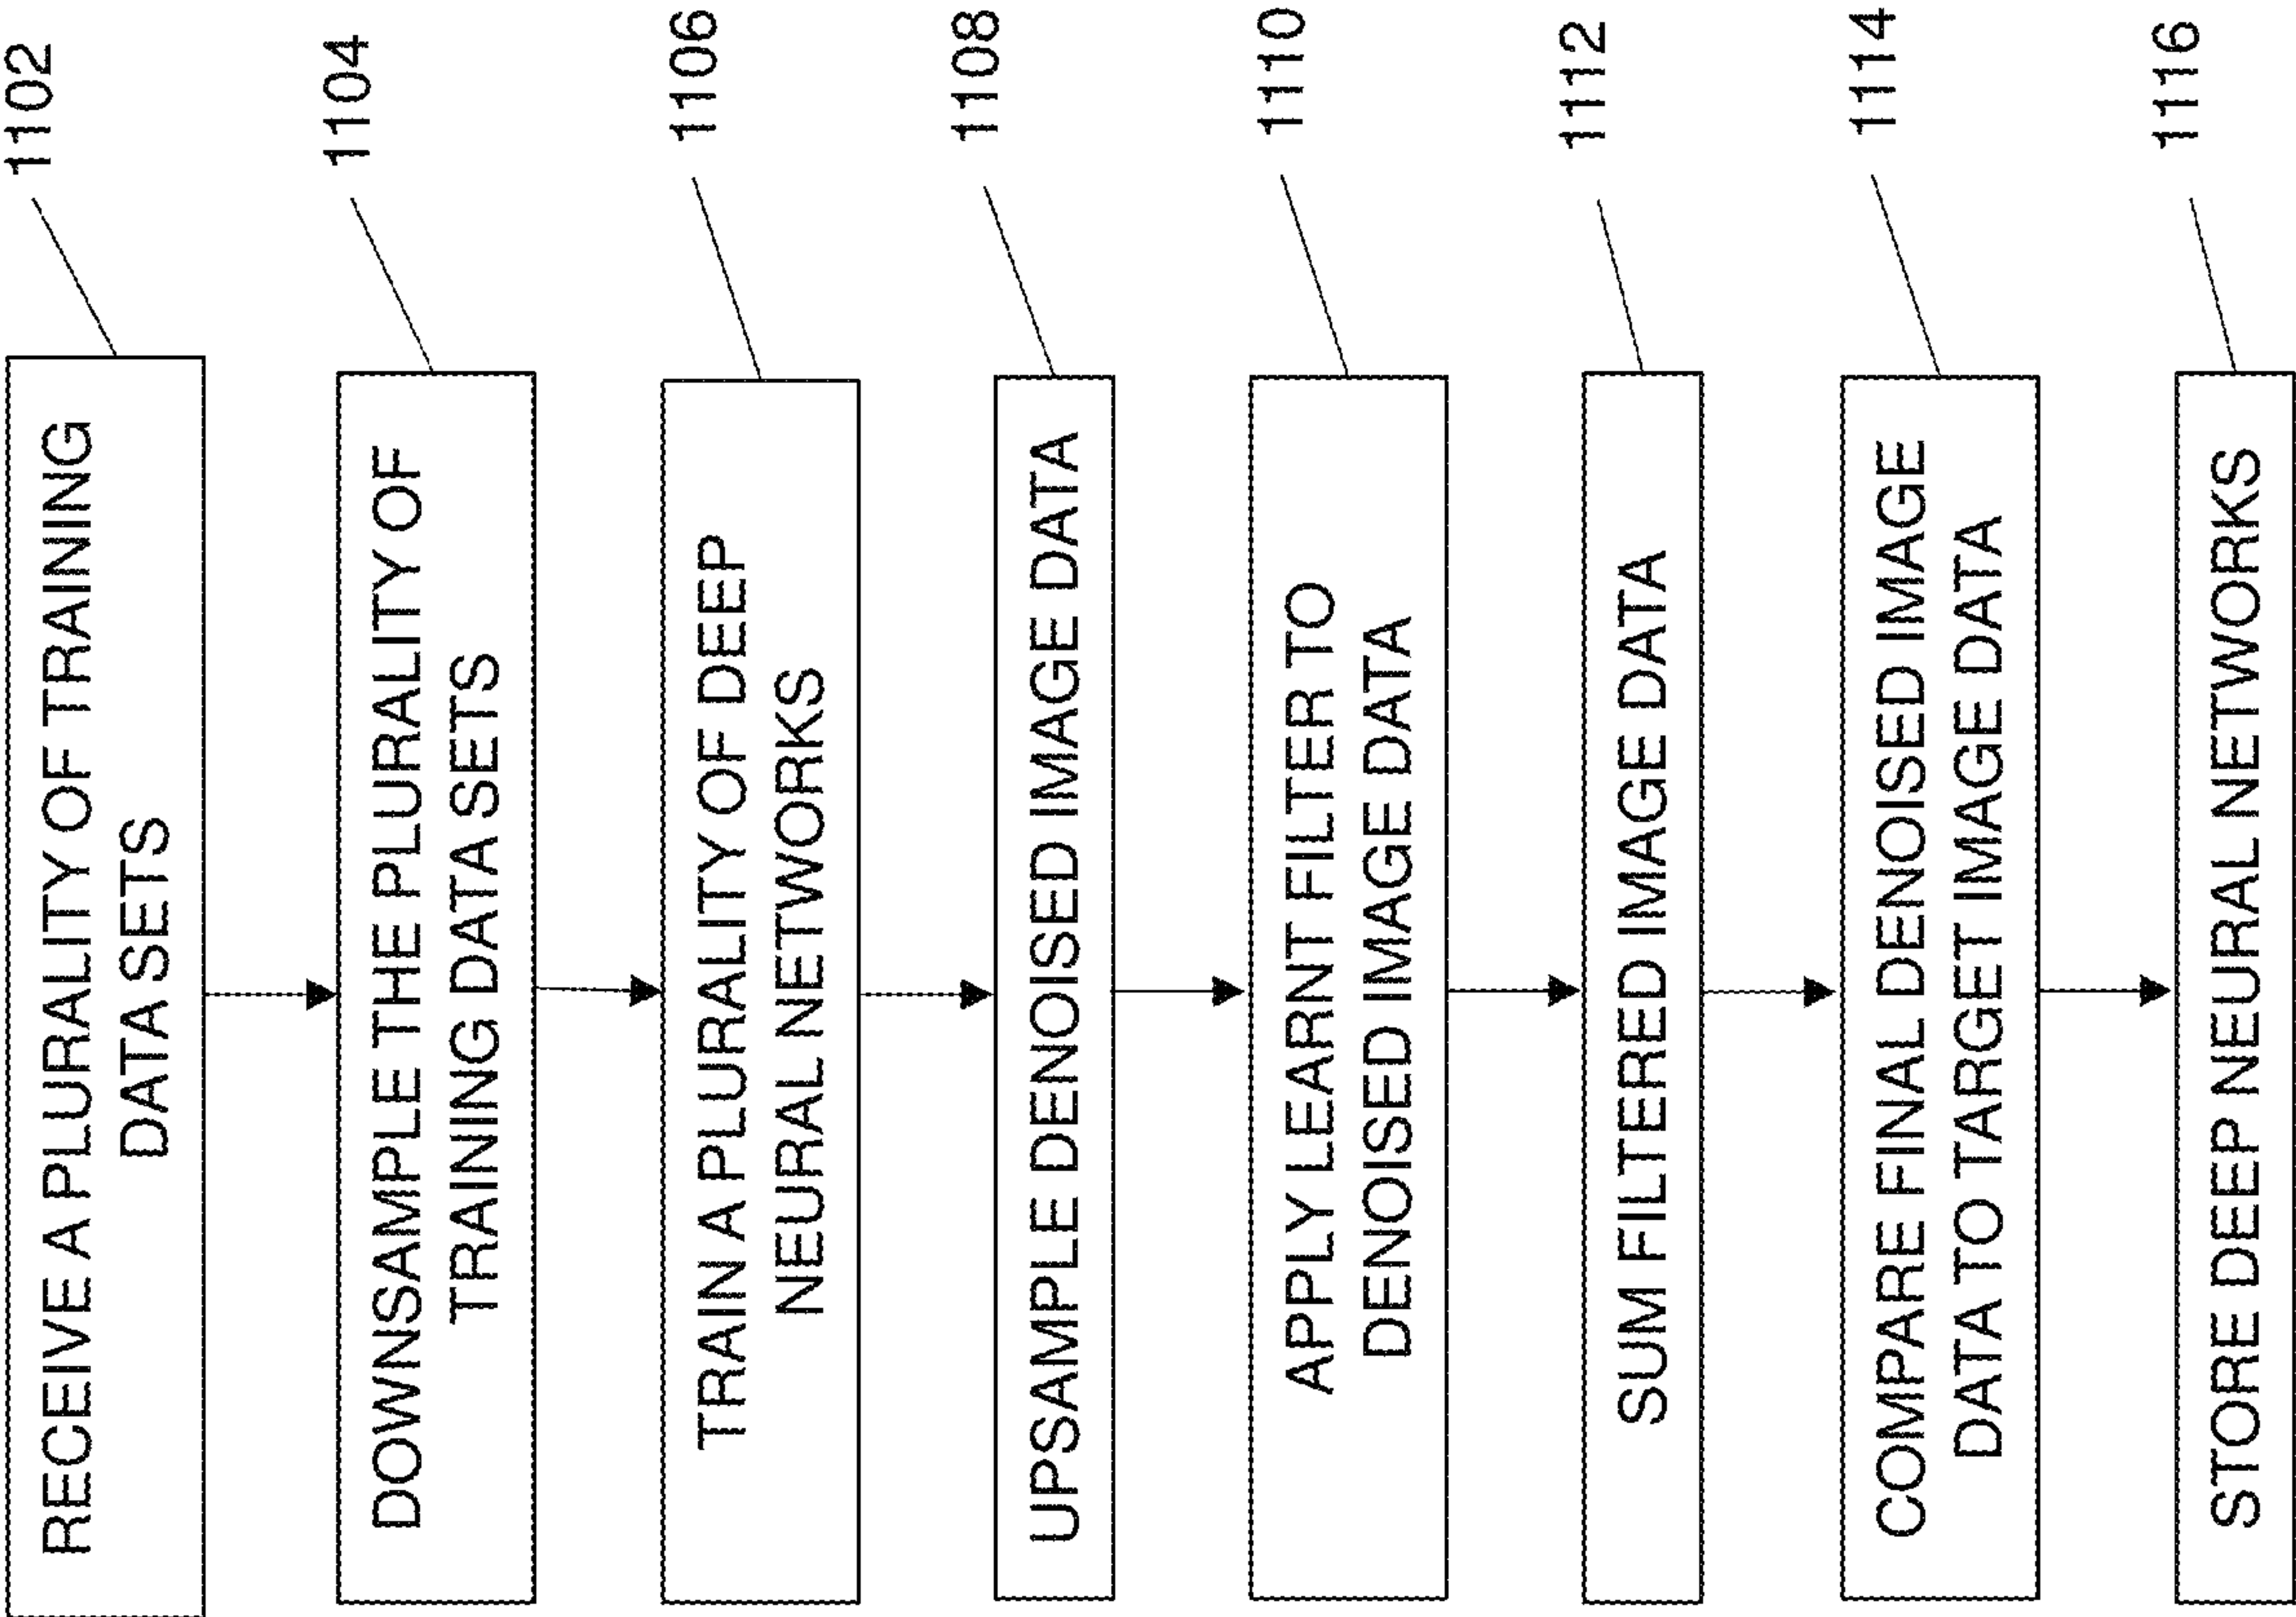 RECEIVE A PLURALITY OF TRAINING
DATA SETS
1102
DOWNSAMPLE THE PLURALITY OF
TRAINING DATA SETS
1104
TRAIN A PLURALITY OF DEEP
NEURAL NETWORKS
1106
UPSAMPLE DENOISED IMAGE DATA
1108
APPLY LEARNT FILTER TO
DENOISED IMAGE DATA
1110
SUM FILTERED IMAGE DATA
1112
COMPARE FINAL DENOISED IMAGE
DATA TO TARGET IMAGE DATA
1114
STORE DEEP NEURAL NETWORKS
1116